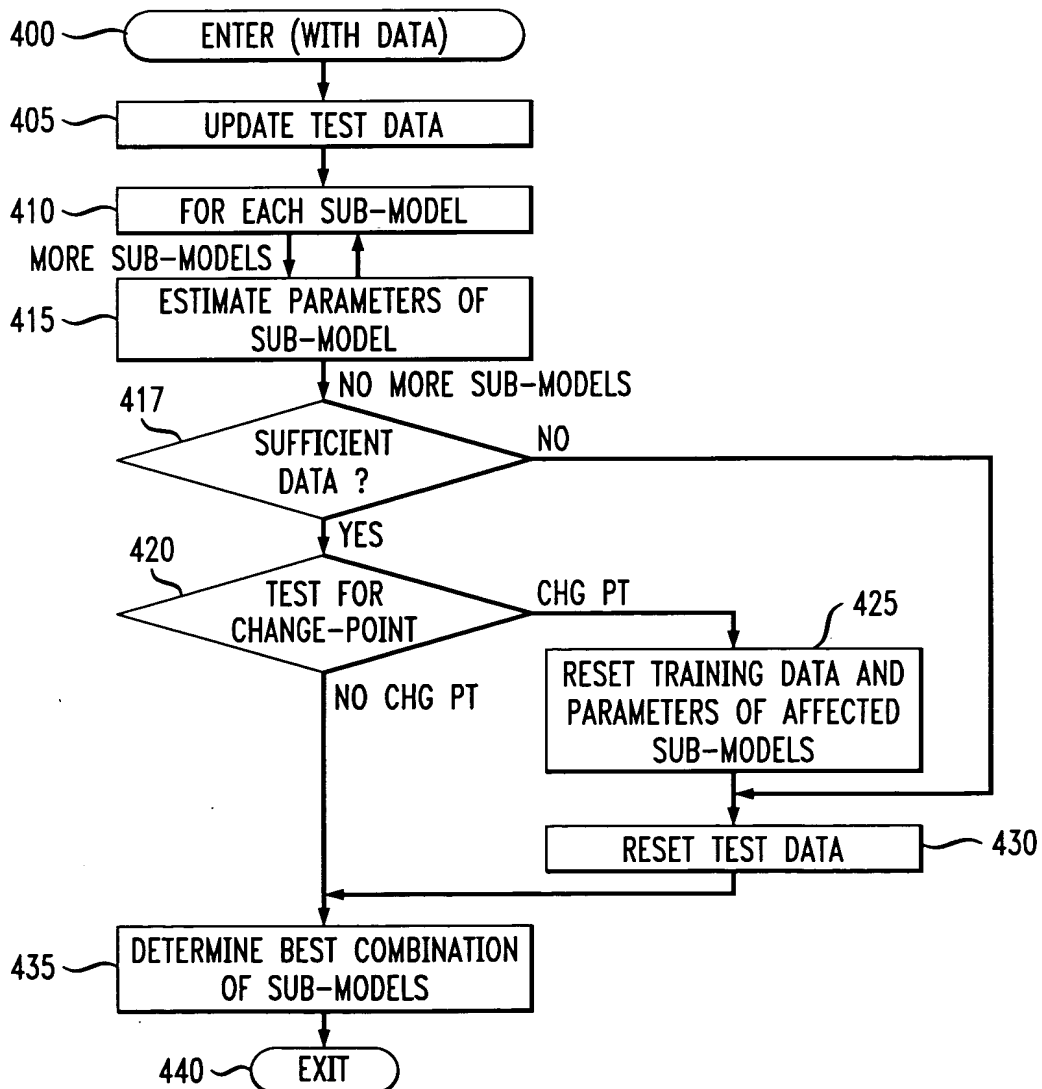 400
ENTER (WITH DATA)
405
UPDATE TEST DATA
410
FOR EACH SUB-MODEL
MORE SUB-MODELS
415
ESTIMATE PARAMETERS OF
SUB-MODEL
NO MORE SUB-MODELS
417
SUFFICIENT
DATA ?
NO
YES
420
TEST FOR
CHANGE-POINT
CHG PT
425
RESET TRAINING DATA AND
PARAMETERS OF AFFECTED
SUB-MODELS
NO CHG PT
RESET TEST DATA
430
435
DETERMINE BEST COMBINATION
OF SUB-MODELS
440
EXIT